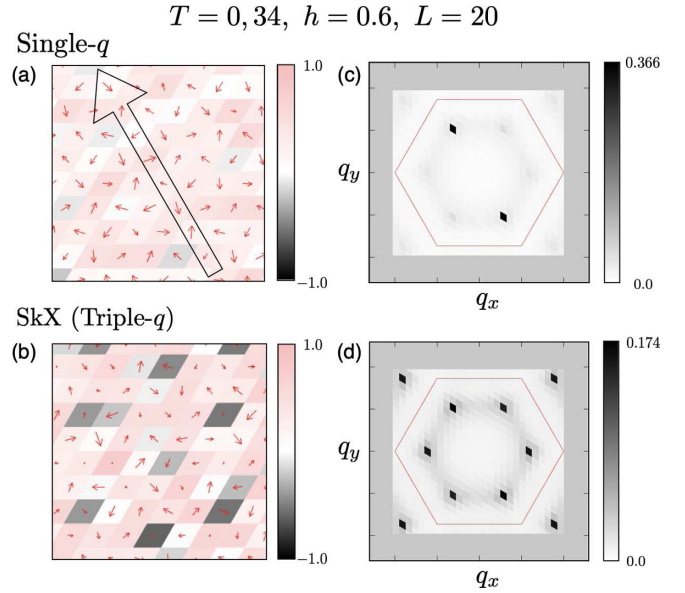 T = 0, 34, h = 0.6, L = 20
Single-q
(a)
1.0
−1.0
(c)
0.366
0.0
q_y
q_x
SkX (Triple-q)
(b)
1.0
−1.0
(d)
0.174
0.0
q_y
q_x